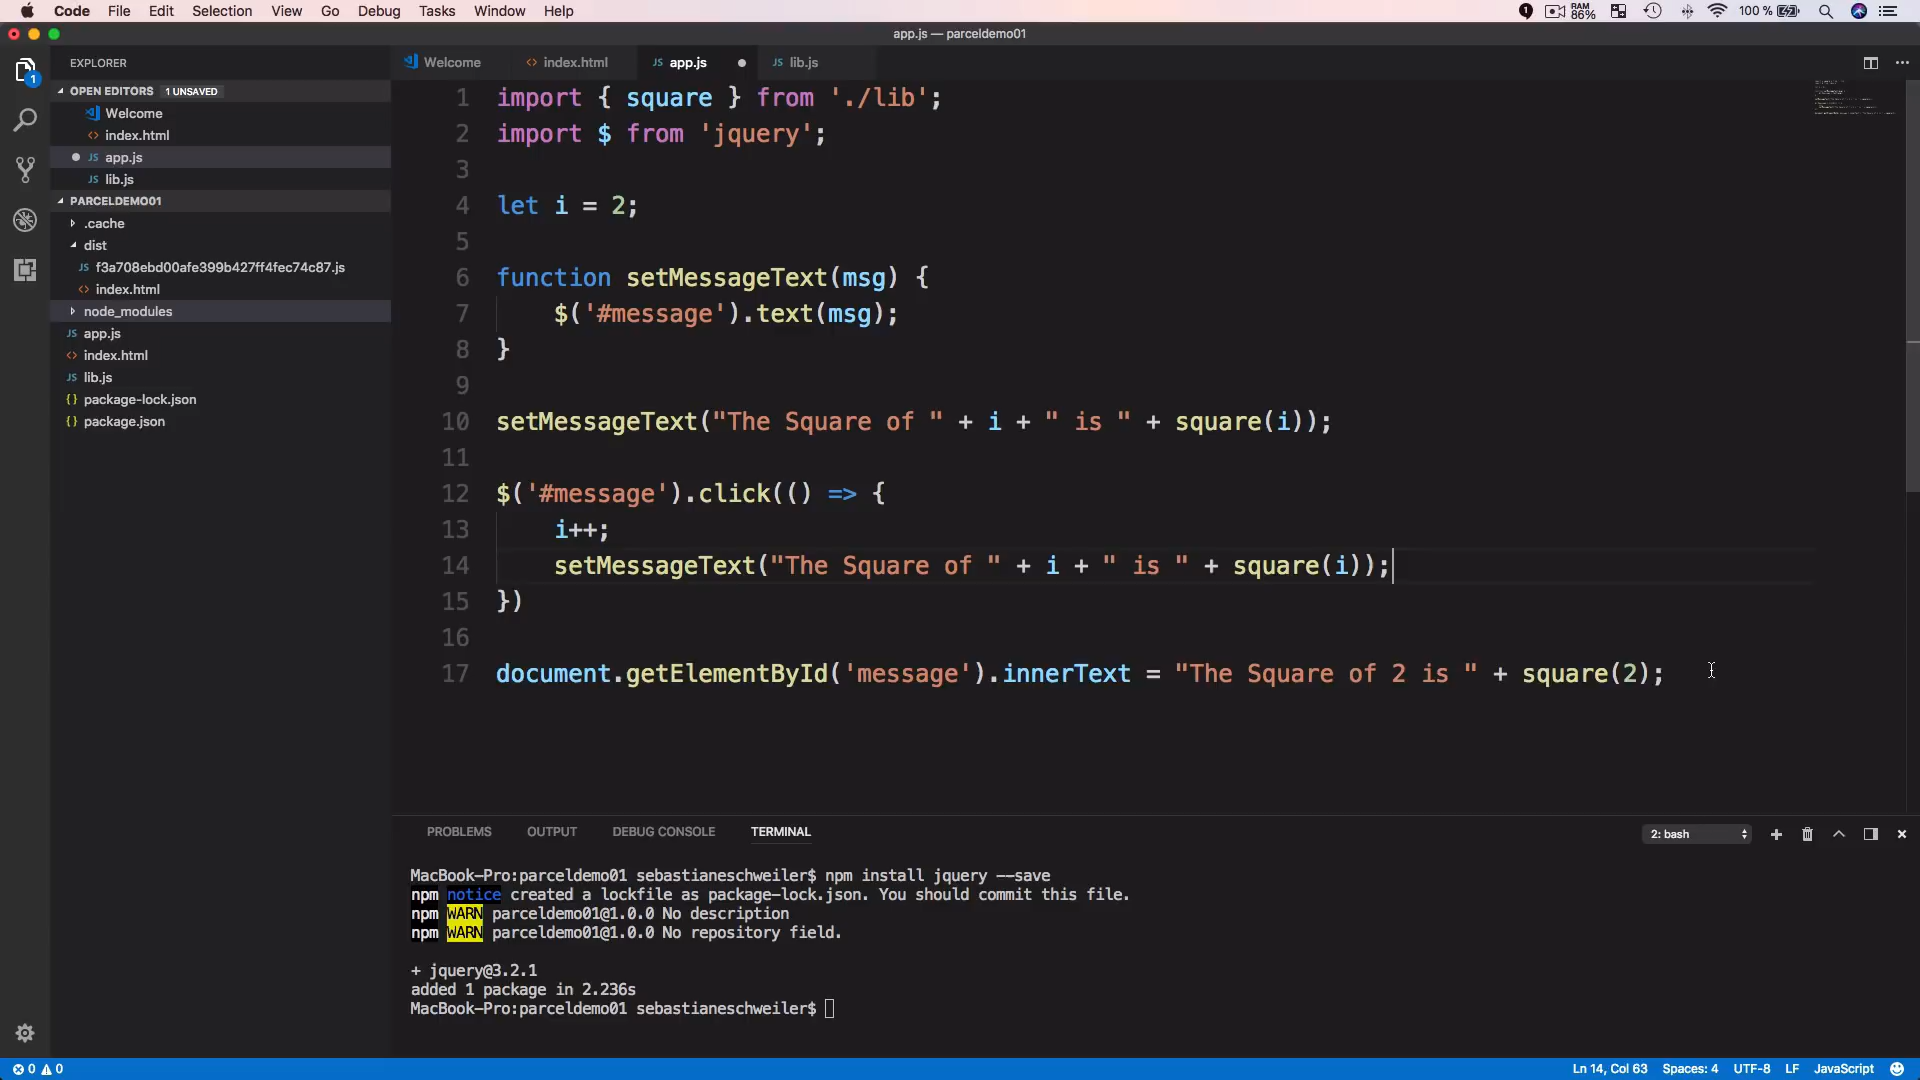 Code File Edit Selection View Go Debug Tasks Window Help
1 RAM 86% 100 %
app.js — parceldemo01
EXPLORER
OPEN EDITORS 1 UNSAVED
Welcome
index.html
app.js
lib.js
PARCELDEMO01
.cache
dist
JS f3a708ebd00afe399b427ff4fec74c87.js
<> index.html
node_modules
JS app.js
<> index.html
JS lib.js
{} package-lock.json
{} package.json
1
Welcome <> index.html JS app.js JS lib.js
1 import { square } from './lib';
2 import $ from 'jquery';
3
4 let i = 2;
5
6 function setMessageText(msg) {
7 $('#message').text(msg);
8 }
9
10 setMessageText("The Square of " + i + " is " + square(i));
11
12 $('#message').click(() => {
13 i++;
14 setMessageText("The Square of " + i + " is " + square(i));
15 })
16
17 document.getElementById('message').innerText = "The Square of 2 is " + square(2);
PROBLEMS OUTPUT DEBUG CONSOLE TERMINAL 2: bash
MacBook-Pro:parceldemo01 sebastianeschweiler$ npm install jquery --save
npm notice created a lockfile as package-lock.json. You should commit this file.
npm WARN parceldemo01@1.0.0 No description
npm WARN parceldemo01@1.0.0 No repository field.
+ jquery@3.2.1
added 1 package in 2.236s
MacBook-Pro:parceldemo01 sebastianeschweiler$
0 0 Ln 14, Col 63 Spaces: 4 UTF-8 LF JavaScript